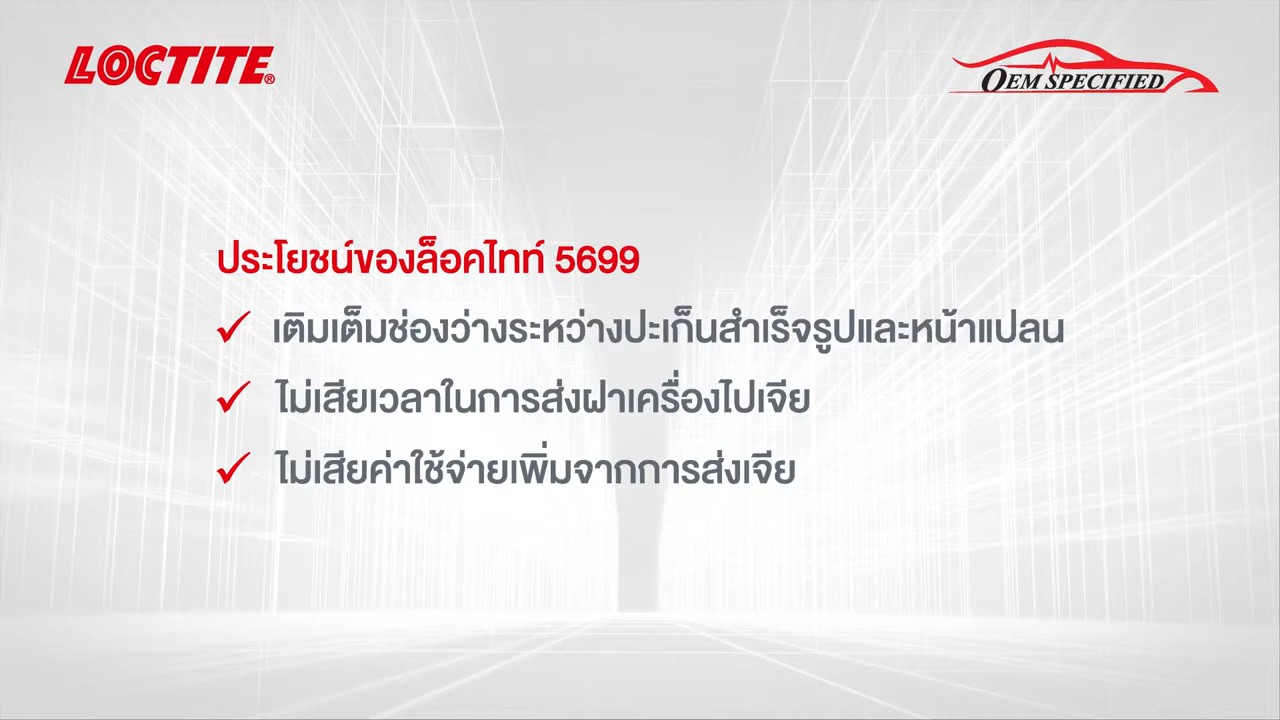 LOCTITE®
OEM SPECIFIED
ประโยชน์ของล็อคไทท์ 5699
✓ เติมเต็มช่องว่างระหว่างปะเก็นสำเร็จรูปและหน้าแปลน
✓ ไม่เสียเวลาในการส่งฝาเครื่องไปเจีย
✓ ไม่เสียค่าใช้จ่ายเพิ่มจากการส่งเจีย